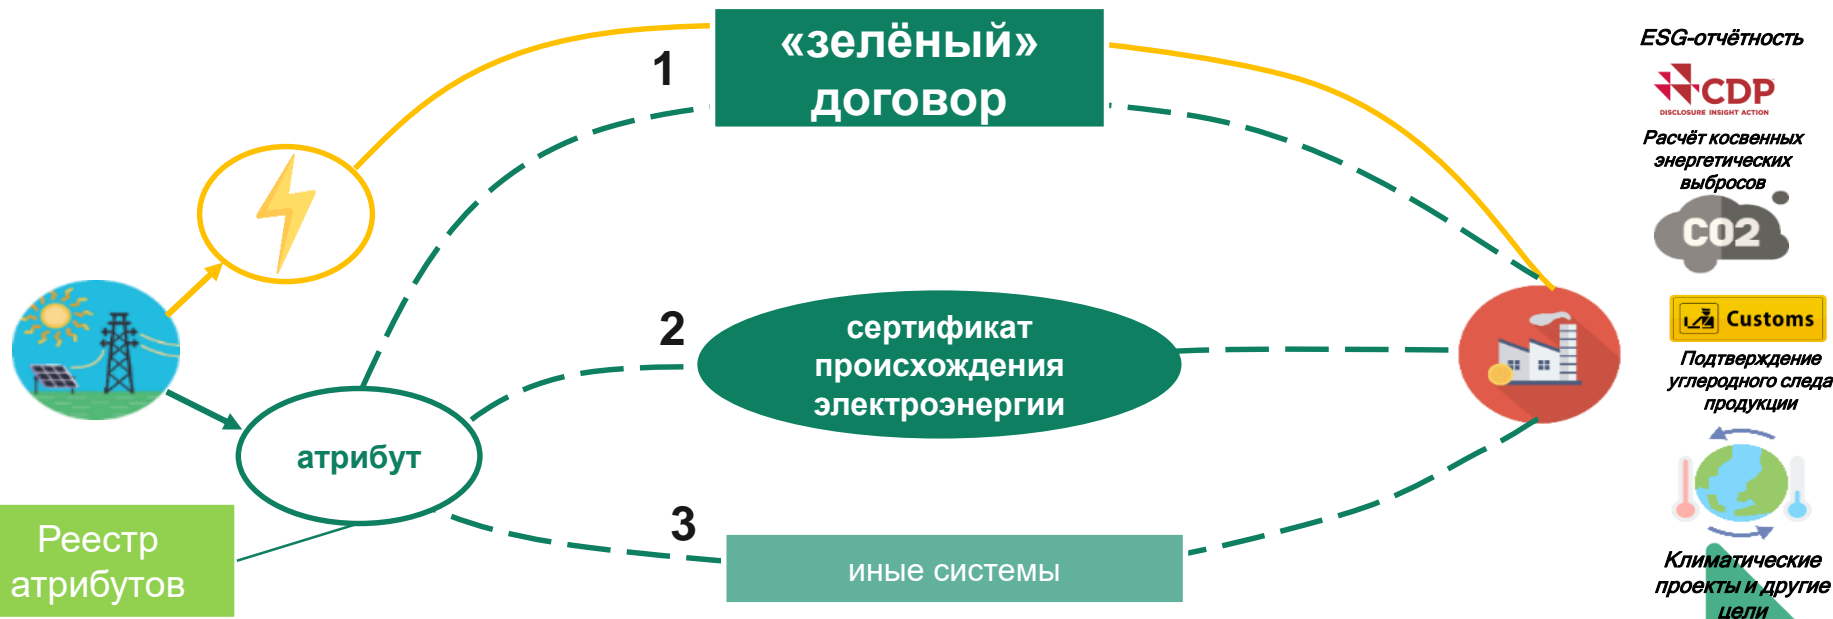 «зелёный»
договор
1
2
сертификат
происхождения
электроэнергии
атрибут
3
иные системы
Реестр
атрибутов
ESG-отчётность
CDP
DISCLOSURE INSIGHT ACTION
Расчёт косвенных
энергетических
выбросов
CO2
Customs
Подтверждение
углеродного следа
продукции
Климатические
проекты и другие
цели